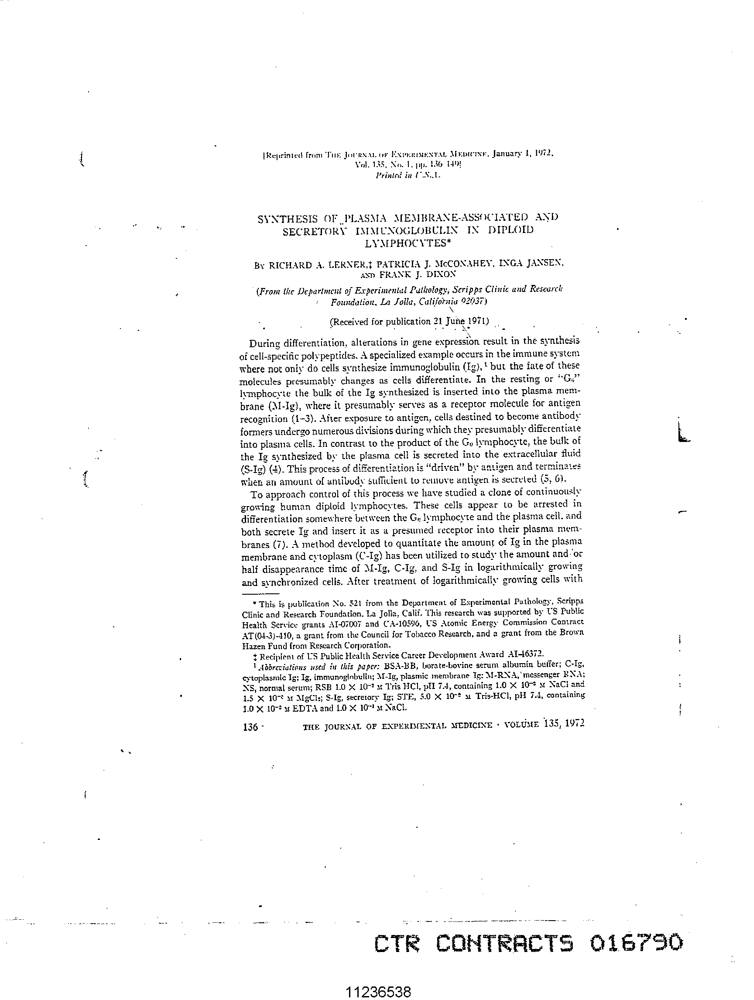 [Reprinted from THE JOURNAL OF EXPERIMENTAL MEDICINE, January 1, 1972,
Vol. 135, No. 1, pp. 136-149]
Printed in U.S.A.
SYNTHESIS OF PLASMA MEMBRANE-ASSOCIATED AND
SECRETORY IMMUNOGLOBULIN IN DIPLOID
LYMPHOCYTES*
BY RICHARD A. LERNER,‡ PATRICIA J. McCONAHEY, INGA JANSEN,
AND FRANK J. DIXON
(From the Department of Experimental Pathology, Scripps Clinic and Research
Foundation, La Jolla, California 92037)
(Received for publication 21 June 1971)
During differentiation, alterations in gene expression result in the synthesis
of cell-specific polypeptides. A specialized example occurs in the immune system
where not only do cells synthesize immunoglobulin (Ig),¹ but the fate of these
molecules presumably changes as cells differentiate. In the resting or "G₀"
lymphocyte the bulk of the Ig synthesized is inserted into the plasma mem-
brane (M-Ig), where it presumably serves as a receptor molecule for antigen
recognition (1-3). After exposure to antigen, cells destined to become antibody
formers undergo numerous divisions during which they presumably differentiate
into plasma cells. In contrast to the product of the G₀ lymphocyte, the bulk of
the Ig synthesized by the plasma cell is secreted into the extracellular fluid
(S-Ig) (4). This process of differentiation is "driven" by antigen and terminates
when an amount of antibody sufficient to remove antigen is secreted (5, 6).
To approach control of this process we have studied a clone of continuously
growing human diploid lymphocytes. These cells appear to be arrested in
differentiation somewhere between the G₀ lymphocyte and the plasma cell, and
both secrete Ig and insert it as a presumed receptor into their plasma mem-
branes (7). A method developed to quantitate the amount of Ig in the plasma
membrane and cytoplasm (C-Ig) has been utilized to study the amount and/or
half disappearance time of M-Ig, C-Ig, and S-Ig in logarithmically growing
and synchronized cells. After treatment of logarithmically growing cells with
* This is publication No. 521 from the Department of Experimental Pathology, Scripps
Clinic and Research Foundation, La Jolla, Calif. This research was supported by US Public
Health Service grants AI-07007 and CA-10596, US Atomic Energy Commission Contract
AT(04-3)-410, a grant from the Council for Tobacco Research, and a grant from the Brown
Hazen Fund from Research Corporation.
‡ Recipient of US Public Health Service Career Development Award AI-46372.
¹ Abbreviations used in this paper: BSA-BB, borate-bovine serum albumin buffer; C-Ig,
cytoplasmic Ig; Ig, immunoglobulin; M-Ig, plasmic membrane Ig; M-RNA, messenger RNA;
NS, normal serum; RSB 1.0 × 10⁻² M Tris HCl, pH 7.4, containing 1.0 × 10⁻² M NaCl and
1.5 × 10⁻³ M MgCl₂; S-Ig, secretory Ig; STE, 5.0 × 10⁻² M Tris-HCl, pH 7.4, containing
1.0 × 10⁻³ M EDTA and 1.0 × 10⁻¹ M NaCl.
136 THE JOURNAL OF EXPERIMENTAL MEDICINE · VOLUME 135, 1972
CTR CONTRACTS 016790
11236538